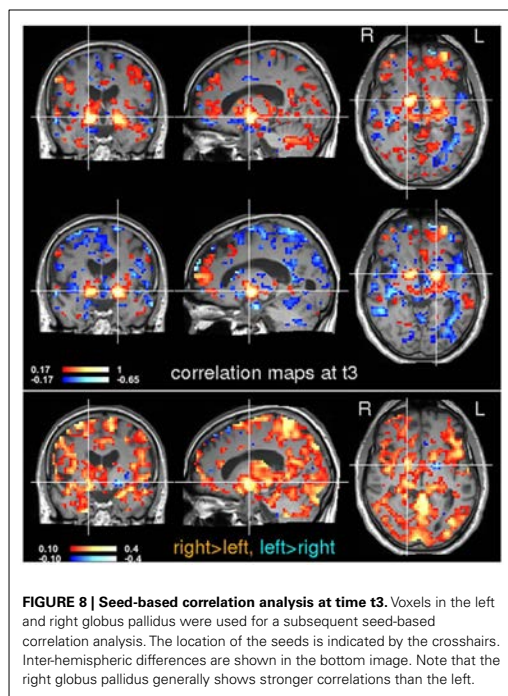 R L
0.17 1
-0.17 -0.65
correlation maps at t3
R L
0.10 0.4
-0.10 -0.4
right>left, left>right
FIGURE 8 | Seed-based correlation analysis at time t3. Voxels in the left
and right globus pallidus were used for a subsequent seed-based
correlation analysis. The location of the seeds is indicated by the crosshairs.
Inter-hemispheric differences are shown in the bottom image. Note that the
right globus pallidus generally shows stronger correlations than the left.